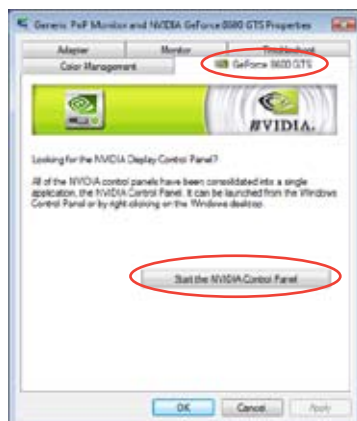 Generic PnP Monitor and NVIDIA GeForce 8600 GTS Properties
Adapter Monitor Troubleshoot
Color Management GeForce 8600 GTS
NVIDIA.
Looking for the NVIDIA Display Control Panel?
All of the NVIDIA control panels have been consolidated into a single
application, the NVIDIA Control Panel. It can be launched from the Windows
Control Panel or by right clicking on the Windows desktop.
Start the NVIDIA Control Panel
OK Cancel Apply